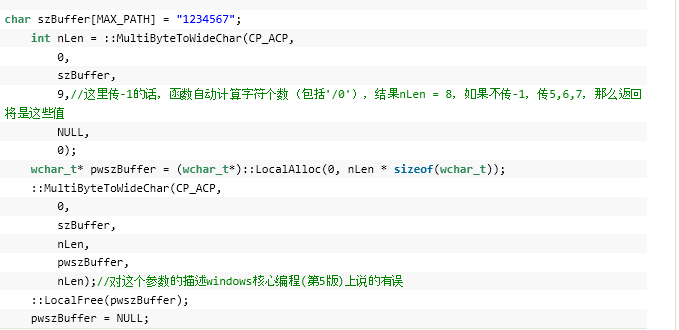 char szBuffer[MAX_PATH] = "1234567";
int nLen = ::MultiByteToWideChar(CP_ACP,
0,
szBuffer,
9,//这里传-1的话，函数自动计算字符个数（包括'/0'），结果nLen = 8，如果不传-1，传5,6,7，那么返回
将是这些值
NULL,
0);
wchar_t* pwszBuffer = (wchar_t*)::LocalAlloc(0, nLen * sizeof(wchar_t));
::MultiByteToWideChar(CP_ACP,
0,
szBuffer,
nLen,
pwszBuffer,
nLen);//对这个参数的描述windows核心编程(第5版)上说的有误
::LocalFree(pwszBuffer);
pwszBuffer = NULL;